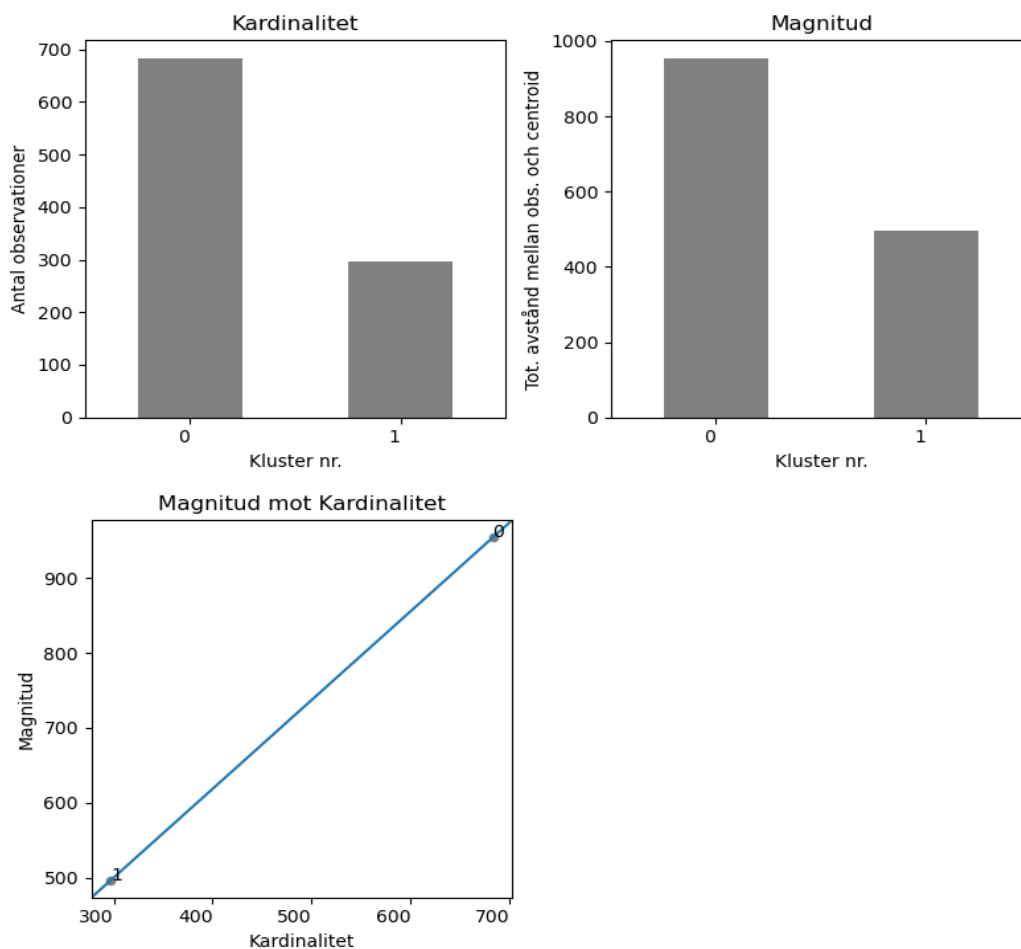 Kardinalitet
700
600
500
400
300
200
100
0
Antal observationer
0 1
Kluster nr.
Magnitud
1000
800
600
400
200
0
Tot. avstånd mellan obs. och centroid
0 1
Kluster nr.
Magnitud mot Kardinalitet
900
800
700
600
500
Magnitud
0
1
300 400 500 600 700
Kardinalitet